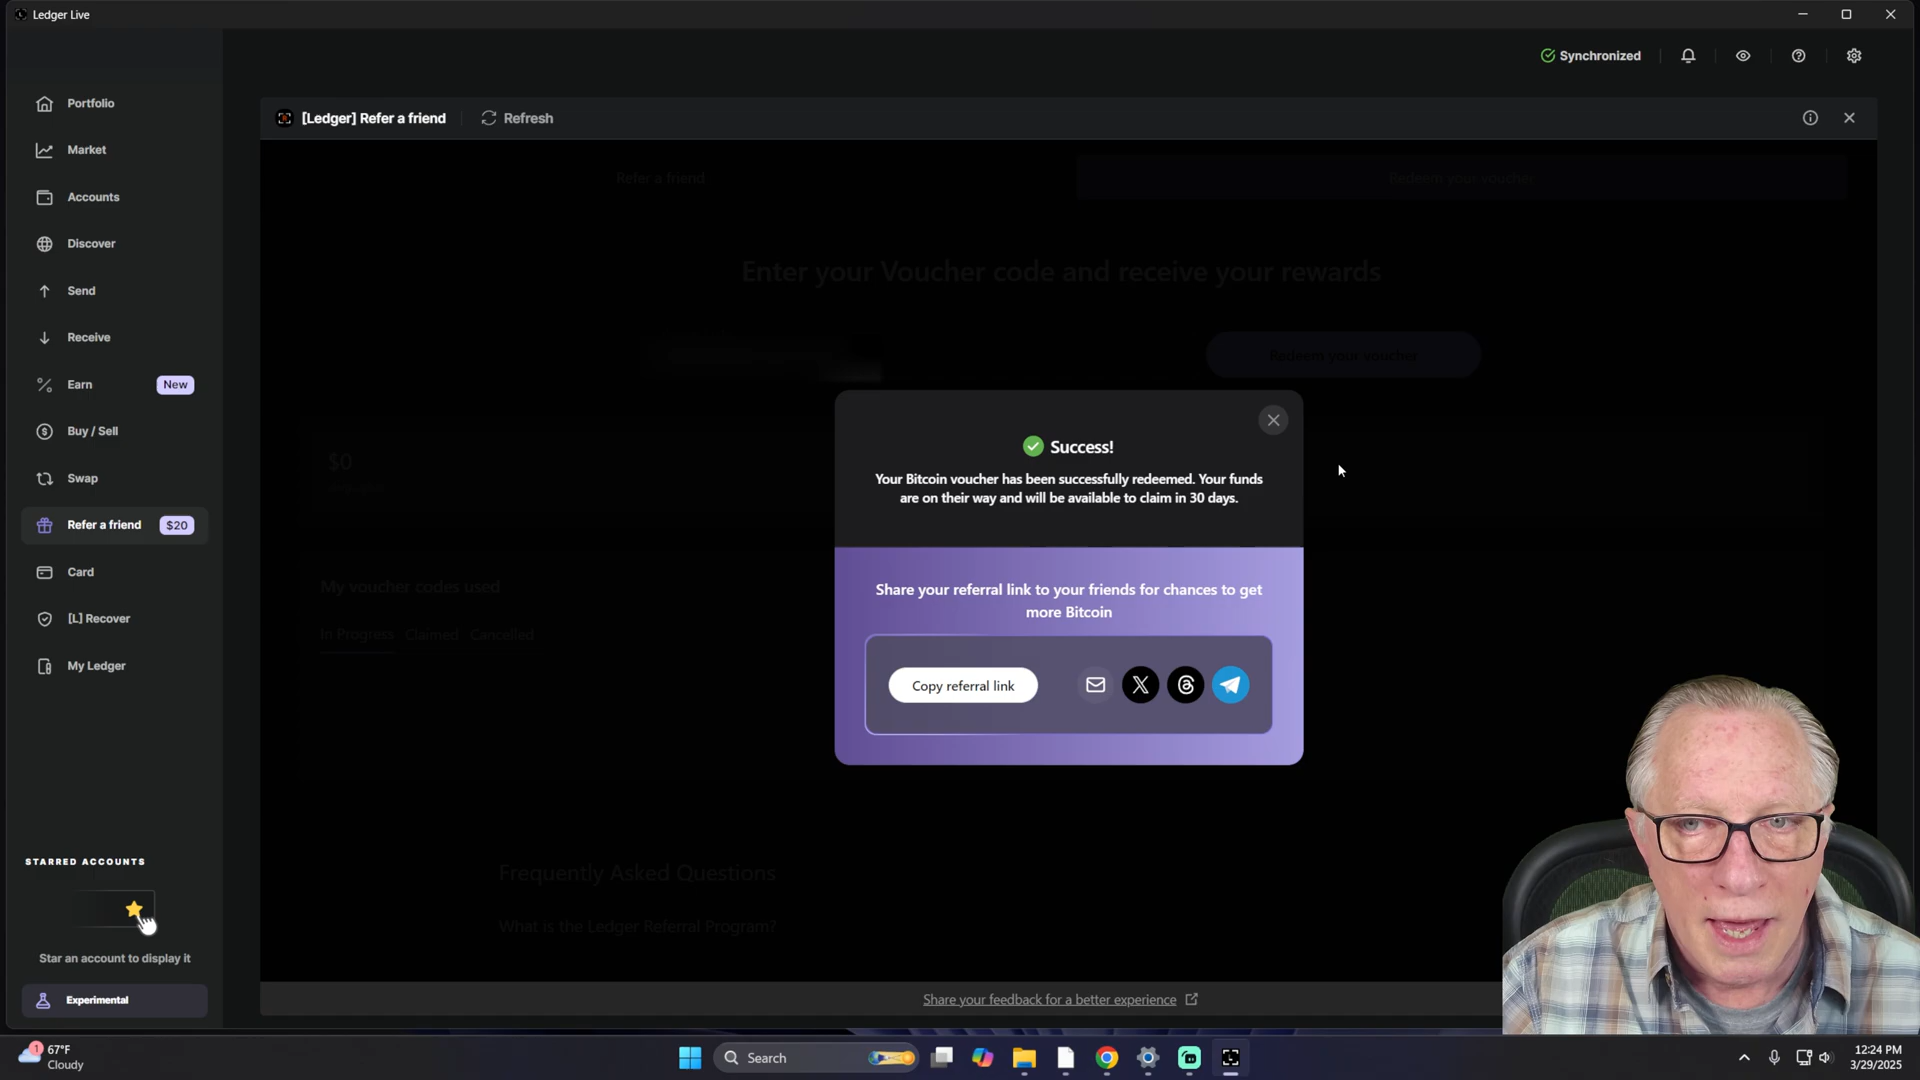 Ledger Live
Synchronized
Portfolio
Market
Accounts
Discover
Send
Receive
Earn New
Buy / Sell
Swap
Refer a friend $20
Card
[L] Recover
My Ledger
STARRED ACCOUNTS
Star an account to display it
Experimental
[Ledger] Refer a friend
Refresh
Refer a friend
Redeem your voucher
Enter your Voucher code and receive your rewards
Redeem your voucher
$0
My voucher codes used
In Progress Claimed Cancelled
Success!
Your Bitcoin voucher has been successfully redeemed. Your funds
are on their way and will be available to claim in 30 days.
Share your referral link to your friends for chances to get
more Bitcoin
Copy referral link
Frequently Asked Questions
What is the Ledger Referral Program?
Share your feedback for a better experience
1
67°F
Cloudy
Search
12:24 PM
3/29/2025